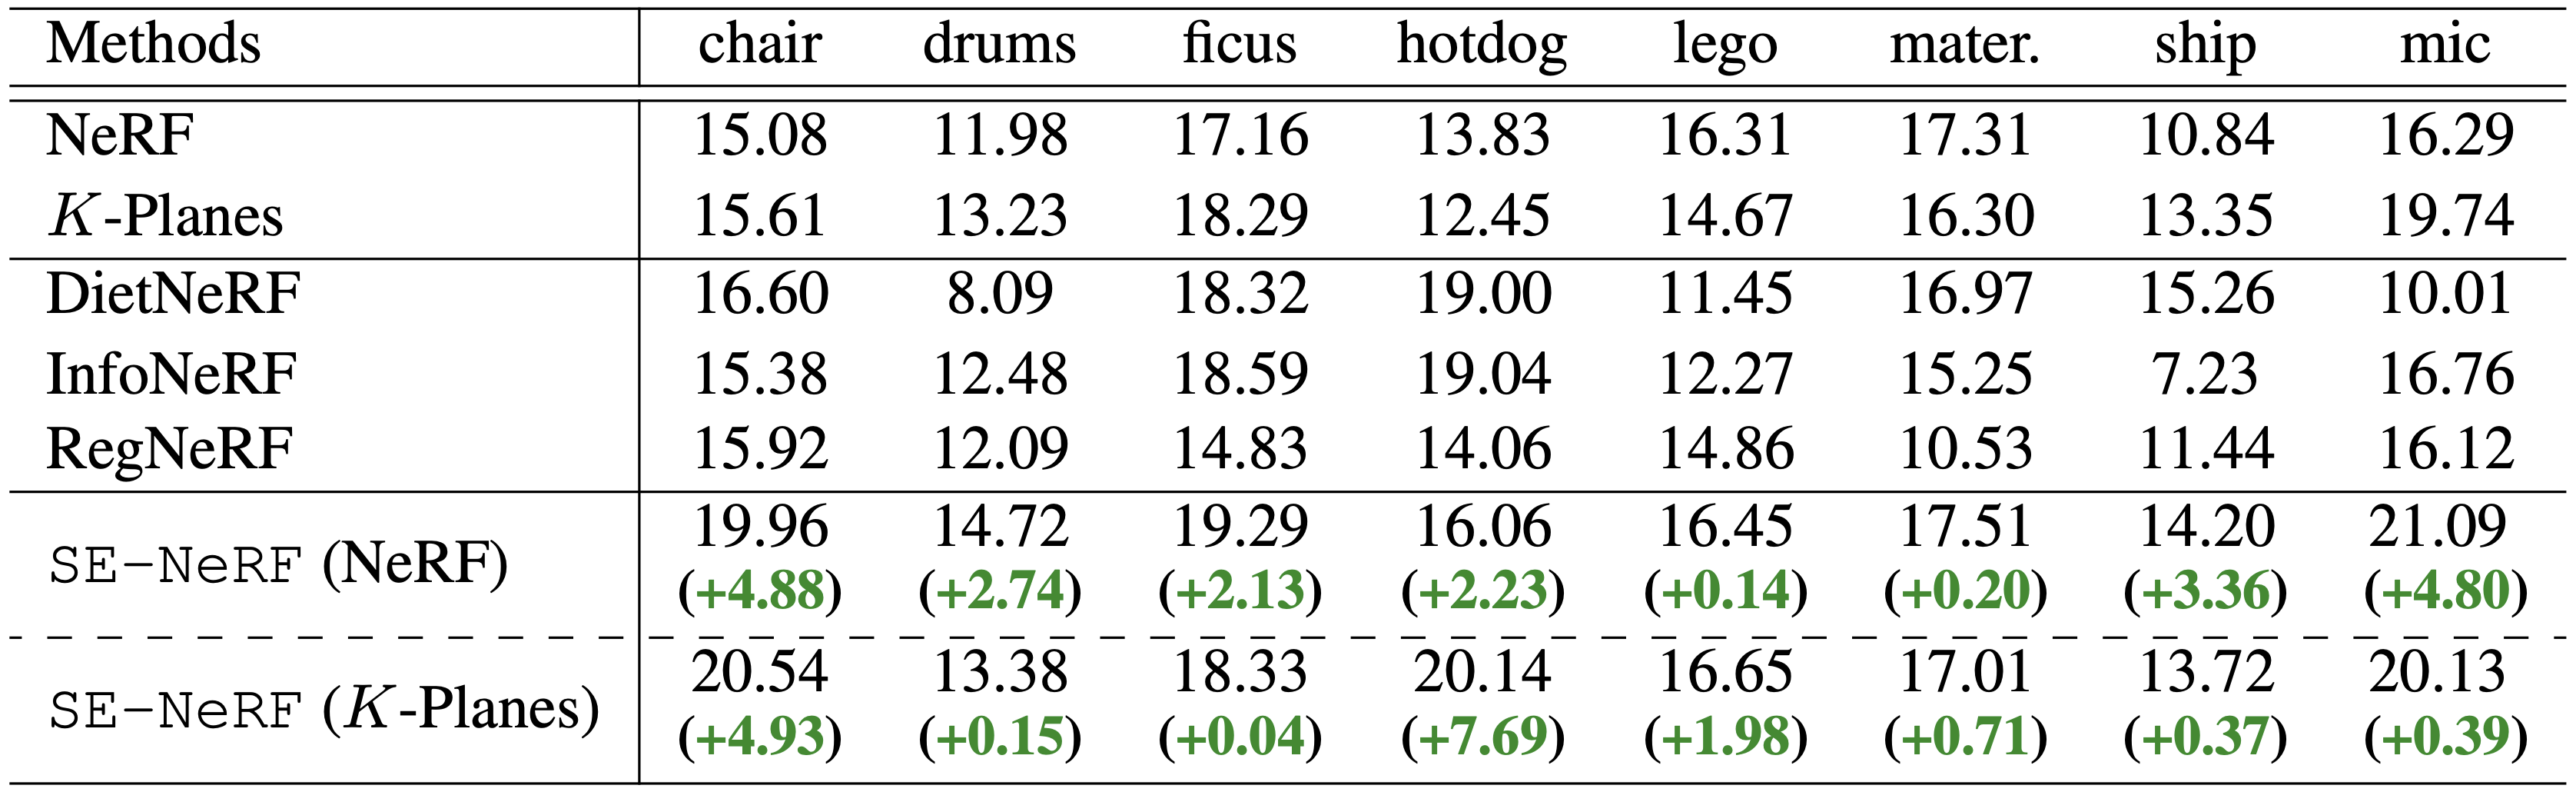 Methods chair drums ficus hotdog lego mater. ship mic
NeRF 15.08 11.98 17.16 13.83 16.31 17.31 10.84 16.29
K-Planes 15.61 13.23 18.29 12.45 14.67 16.30 13.35 19.74
DietNeRF 16.60 8.09 18.32 19.00 11.45 16.97 15.26 10.01
InfoNeRF 15.38 12.48 18.59 19.04 12.27 15.25 7.23 16.76
RegNeRF 15.92 12.09 14.83 14.06 14.86 10.53 11.44 16.12
SE-NeRF (NeRF) 19.96 14.72 19.29 16.06 16.45 17.51 14.20 21.09
(+4.88) (+2.74) (+2.13) (+2.23) (+0.14) (+0.20) (+3.36) (+4.80)
SE-NeRF (K-Planes) 20.54 13.38 18.33 20.14 16.65 17.01 13.72 20.13
(+4.93) (+0.15) (+0.04) (+7.69) (+1.98) (+0.71) (+0.37) (+0.39)